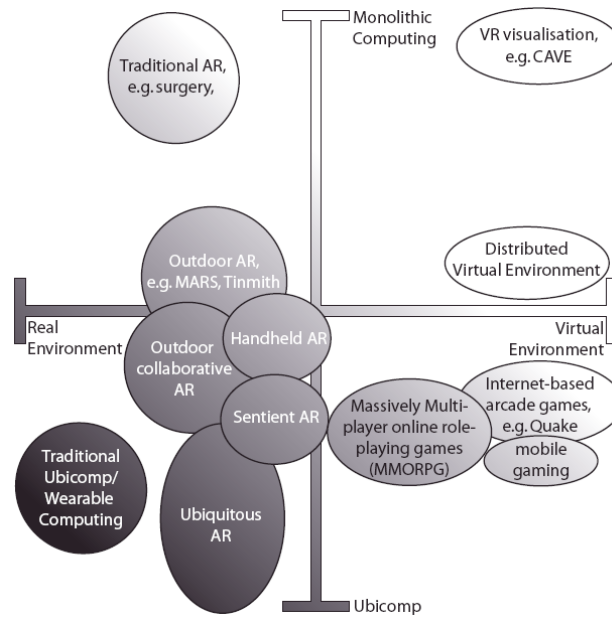 Monolithic
Computing
VR visualisation,
e.g. CAVE
Traditional AR,
e.g. surgery,
Outdoor AR,
e.g. MARS, Tinmith
Distributed
Virtual Environment
Real
Environment
Handheld AR
Virtual
Environment
Outdoor
collaborative
AR
Sentient AR
Massively Multi-
player online role-
playing games
(MMORPG)
Internet-based
arcade games,
e.g. Quake
mobile
gaming
Traditional
Ubicomp/
Wearable
Computing
Ubiquitous
AR
Ubicomp